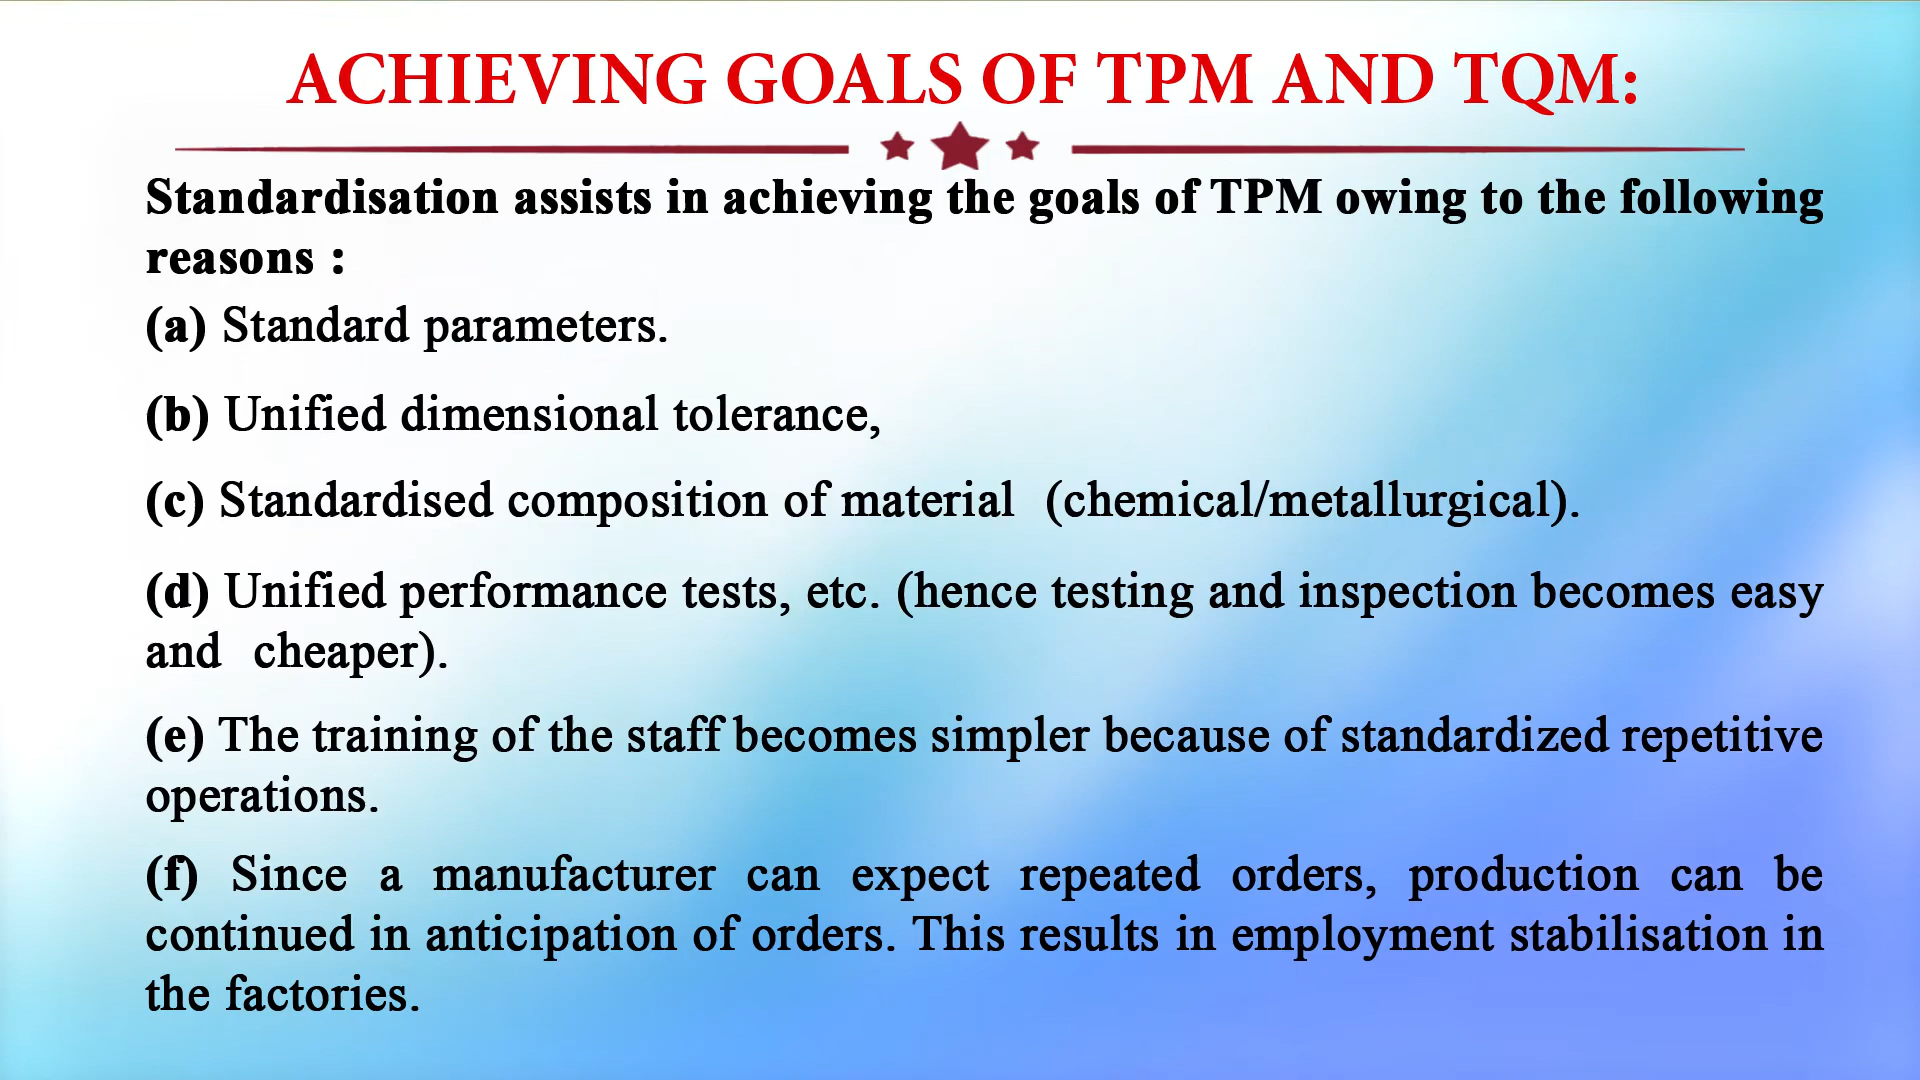 ACHIEVING GOALS OF TPM AND TQM:
Standardisation assists in achieving the goals of TPM owing to the following
reasons :
(a) Standard parameters.
(b) Unified dimensional tolerance,
(c) Standardised composition of material (chemical/metallurgical).
(d) Unified performance tests, etc. (hence testing and inspection becomes easy
and cheaper).
(e) The training of the staff becomes simpler because of standardized repetitive
operations.
(f) Since a manufacturer can expect repeated orders, production can be
continued in anticipation of orders. This results in employment stabilisation in
the factories.